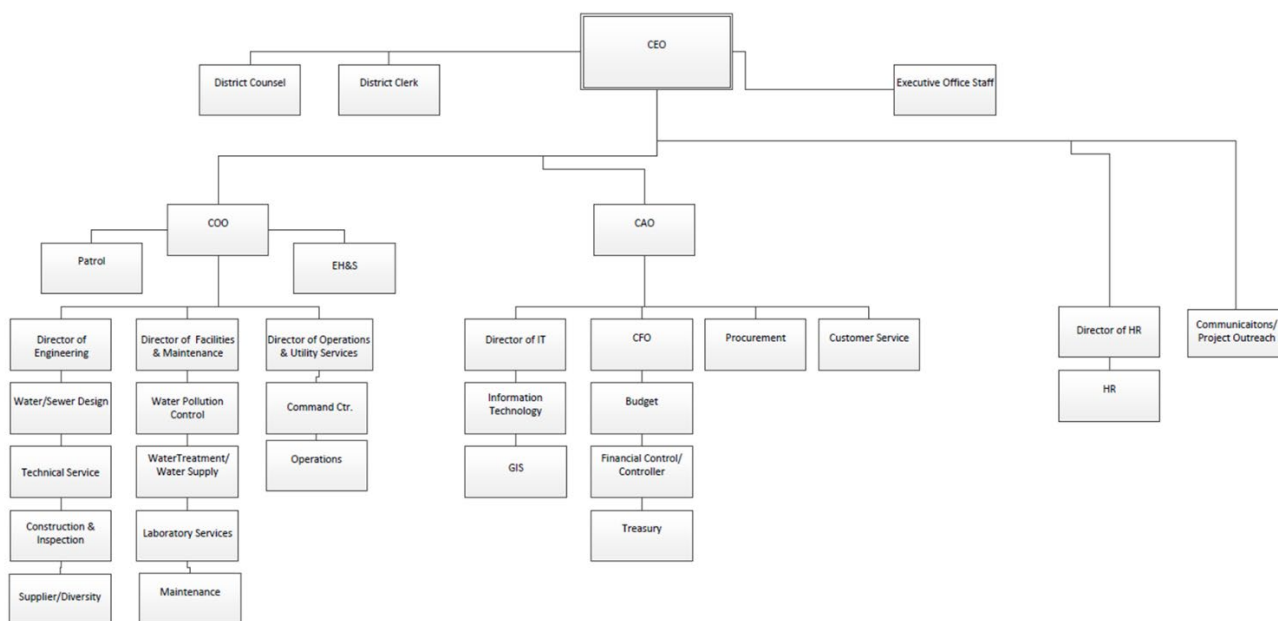 CEO
District Counsel
District Clerk
Executive Office Staff
COO
CAO
Patrol
EH&S
Director of
Engineering
Director of Facilities
& Maintenance
Director of Operations
& Utility Services
Director of IT
CFO
Procurement
Customer Service
Director of HR
Communicaitons/
Project Outreach
Water/Sewer Design
Water Pollution
Control
Command Ctr.
Information
Technology
Budget
HR
Technical Service
WaterTreatment/
Water Supply
Operations
GIS
Financial Control/
Controller
Construction &
Inspection
Laboratory Services
Treasury
Supplier/Diversity
Maintenance